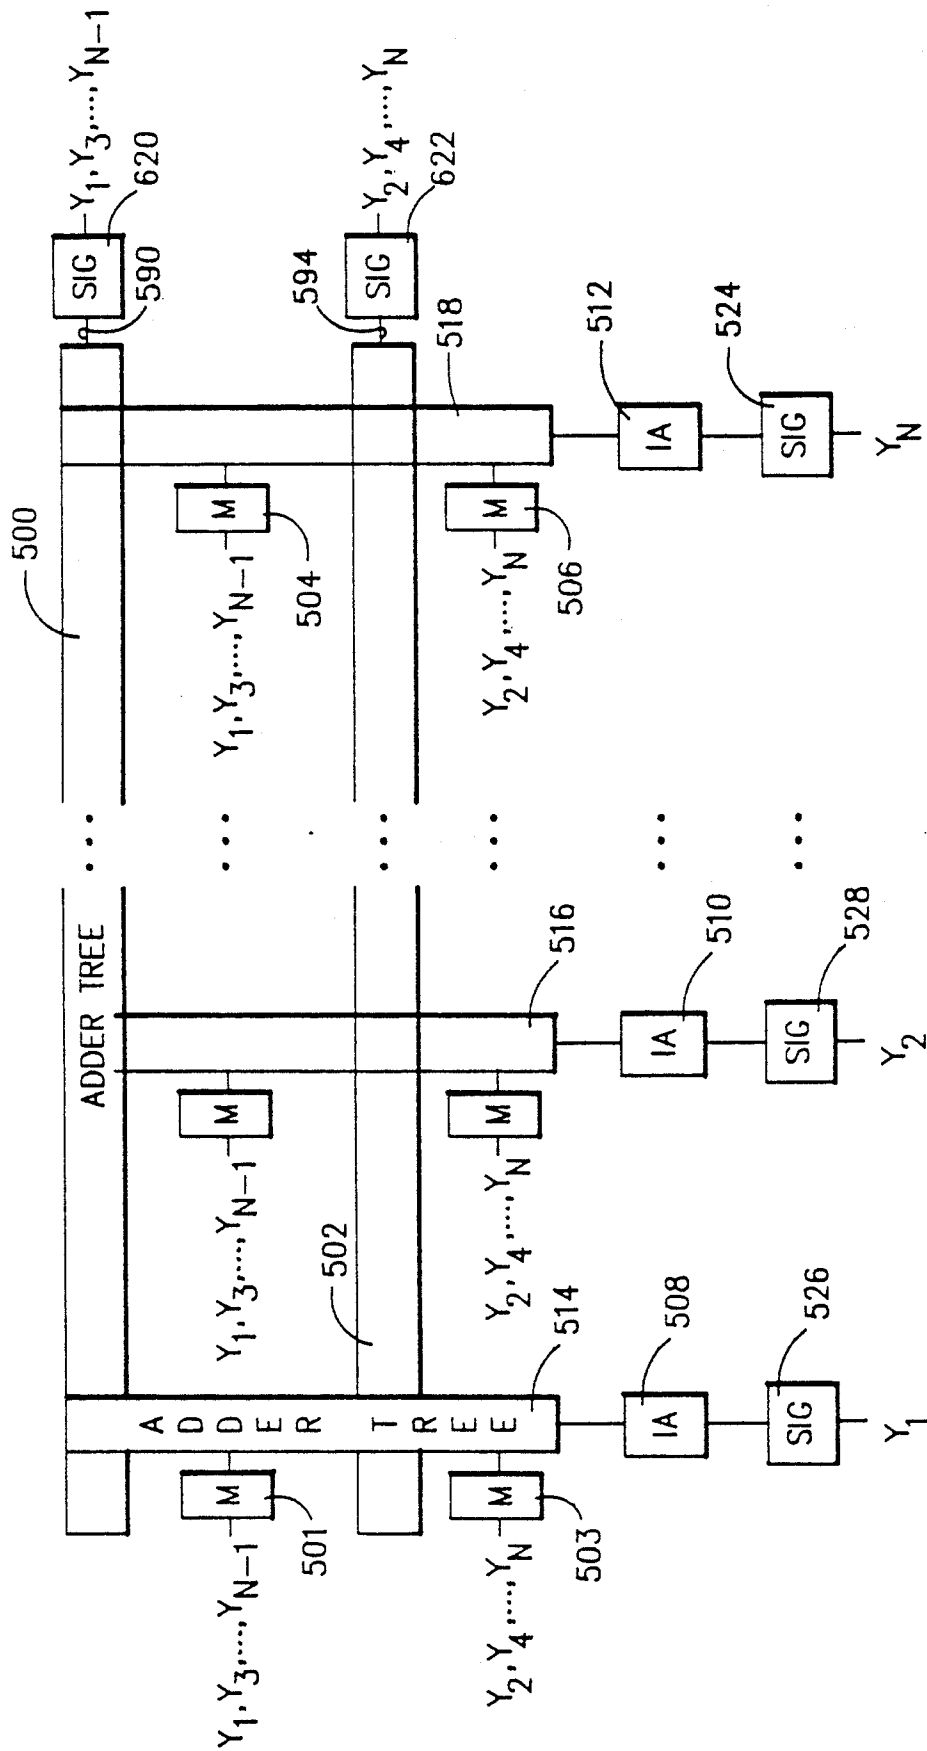 500
ADDER TREE
SIG
Y1,Y3,....,YN-1
620
590
M
Y1,Y3,....,YN-1
501
M
Y1,Y3,....,YN-1
M
Y1,Y3,....,YN-1
504
502
594
SIG
Y2,Y4,....,YN
622
ADDER TREE
514
516
518
M
Y2,Y4,....,YN
503
M
Y2,Y4,....,YN
M
Y2,Y4,....,YN
506
IA
508
IA
510
IA
512
SIG
526
SIG
528
SIG
524
Y1
Y2
YN